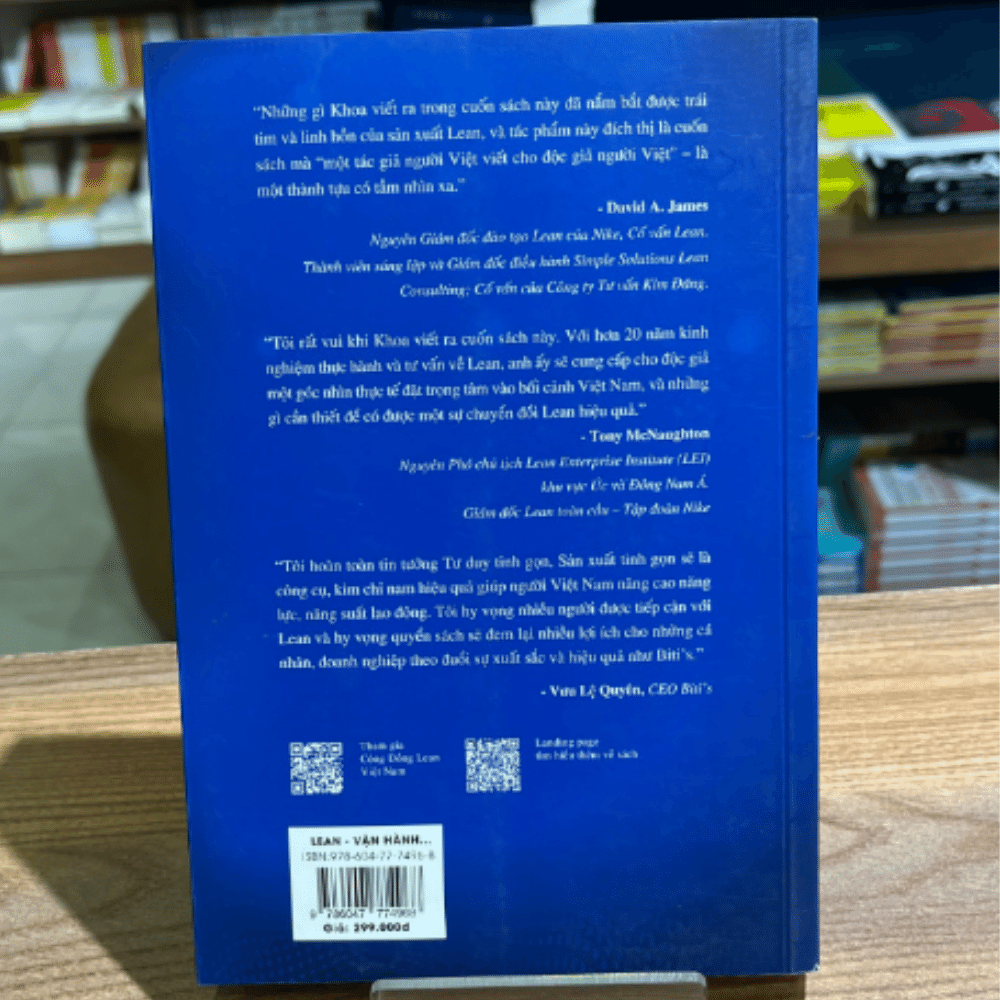 “Những gì Khoa viết ra trong cuốn sách này đã nắm bắt được trái
tim và linh hồn của sản xuất Lean, và tác phẩm này đích thị là cuốn
sách mà “một tác giả người Việt viết cho độc giả người Việt” – là
một thành tựu có tầm nhìn xa.”
- David A. James
Nguyên Giám đốc đào tạo Lean của Nike, Cố vấn Lean.
Thành viên sáng lập và Giám đốc điều hành Simple Solutions Lean
Consulting; Cố vấn của Công ty Tư vấn Kim Đăng.
“Tôi rất vui khi Khoa viết ra cuốn sách này. Với hơn 20 năm kinh
nghiệm thực hành và tư vấn về Lean, anh ấy sẽ cung cấp cho độc giả
một góc nhìn thực tế đặt trọng tâm vào bối cảnh Việt Nam, và những
gì cần thiết để có được một sự chuyển đổi Lean hiệu quả.”
- Tony McNaughton
Nguyên Phó chủ tịch Lean Enterprise Institute (LEI)
khu vực Úc và Đông Nam Á.
Giám đốc Lean toàn cầu – Tập đoàn Nike
“Tôi hoàn toàn tin tưởng Tư duy tinh gọn, Sản xuất tinh gọn sẽ là
công cụ, kim chỉ nam hiệu quả giúp người Việt Nam nâng cao năng
lực, năng suất lao động. Tôi hy vọng nhiều người được tiếp cận với
Lean và hy vọng quyển sách sẽ đem lại nhiều lợi ích cho những cá
nhân, doanh nghiệp theo đuổi sự xuất sắc và hiệu quả như Biti’s.”
- Vưu Lệ Quyên, CEO Biti’s
Tham gia
Cộng Đồng Lean
Việt Nam
Landing page
tìm hiểu thêm về sách
LEAN - VẬN HÀNH...
ISBN:978-604-77-7496-8
9 786047 774968
Giá: 299.000đ